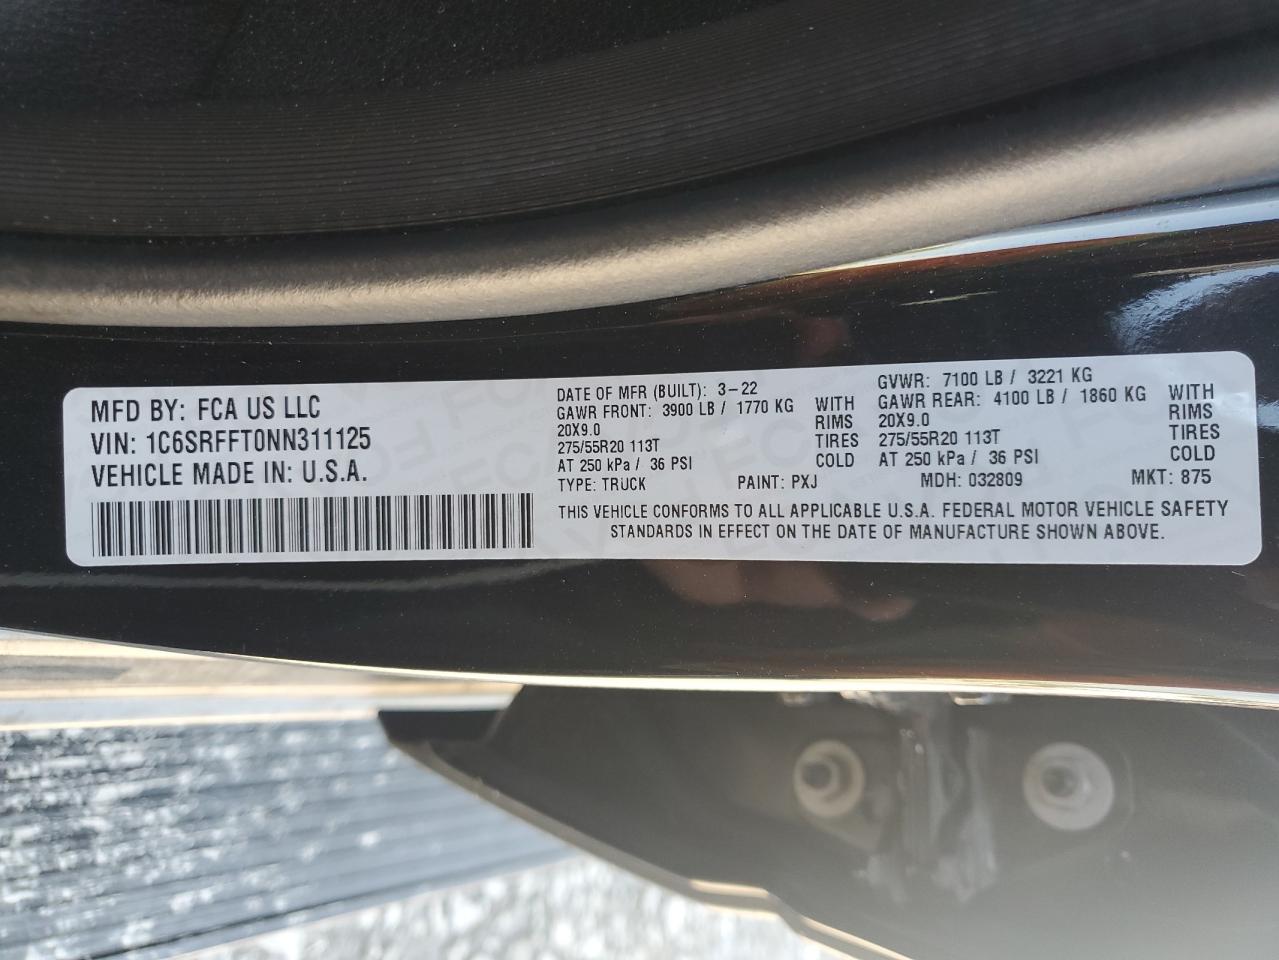 MFD BY: FCA US LLC
VIN: 1C6SRFFT0NN311125
VEHICLE MADE IN: U.S.A.
DATE OF MFR (BUILT): 3-22
GAWR FRONT: 3900 LB / 1770 KG WITH
20X9.0 RIMS
275/55R20 113T TIRES
AT 250 kPa / 36 PSI COLD
GVWR: 7100 LB / 3221 KG
GAWR REAR: 4100 LB / 1860 KG WITH
20X9.0 RIMS
275/55R20 113T TIRES
AT 250 kPa / 36 PSI COLD
TYPE: TRUCK PAINT: PXJ MDH: 032809 MKT: 875
THIS VEHICLE CONFORMS TO ALL APPLICABLE U.S.A. FEDERAL MOTOR VEHICLE SAFETY
STANDARDS IN EFFECT ON THE DATE OF MANUFACTURE SHOWN ABOVE.